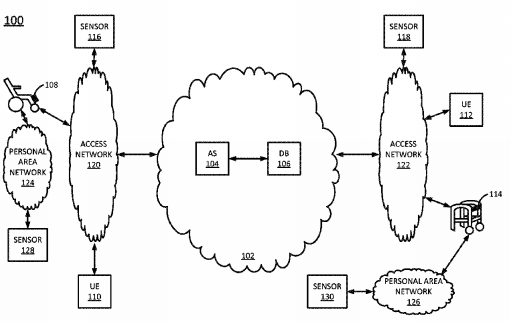 100
SENSOR
116
SENSOR
118
108
UE
112
ACCESS
NETWORK
120
AS
104
DB
106
ACCESS
NETWORK
122
PERSONAL
AREA
NETWORK
124
114
SENSOR
128
102
UE
110
SENSOR
130
PERSONAL AREA
NETWORK
126